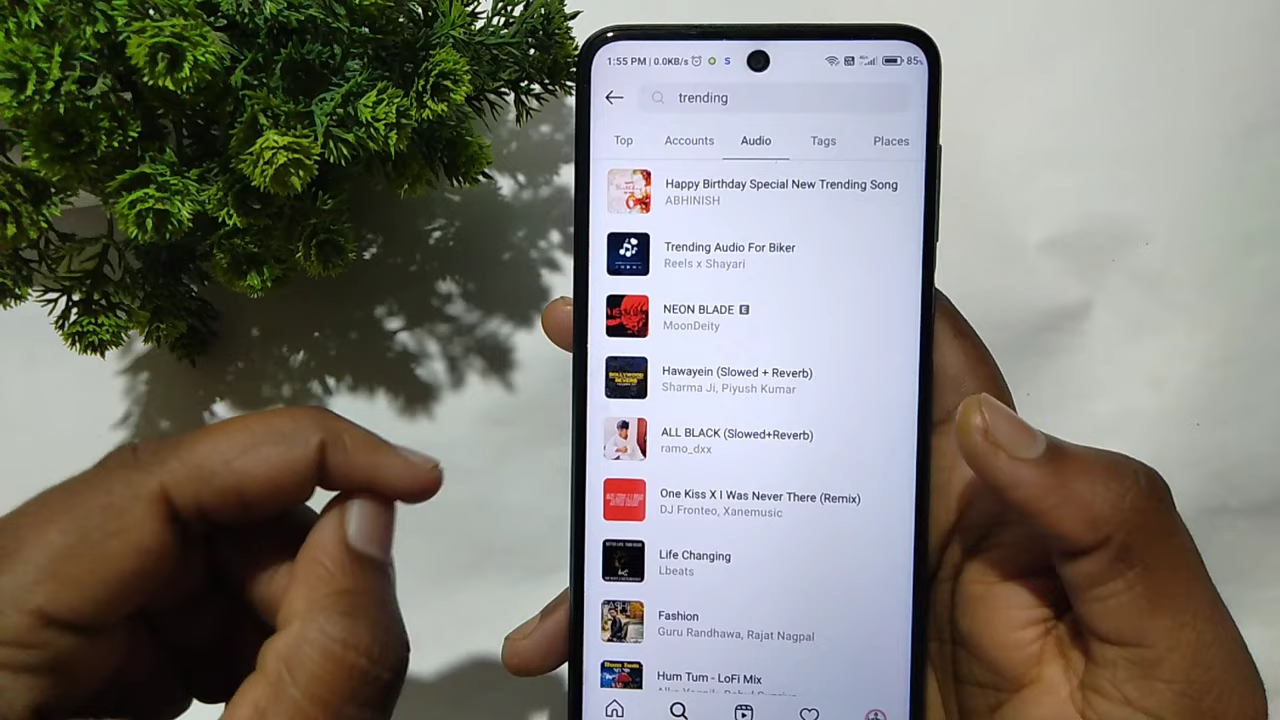 1:55 PM | 0.0KB/s
S
85%
trending
Top Accounts Audio Tags Places
Happy Birthday Special New Trending Song
ABHINISH
Trending Audio For Biker
Reels x Shayari
NEON BLADE E
MoonDeity
Hawayein (Slowed + Reverb)
Sharma Ji, Piyush Kumar
ALL BLACK (Slowed+Reverb)
ramo_dxx
One Kiss X I Was Never There (Remix)
DJ Fronteo, Xanemusic
Life Changing
Lbeats
Fashion
Guru Randhawa, Rajat Nagpal
Hum Tum - LoFi Mix